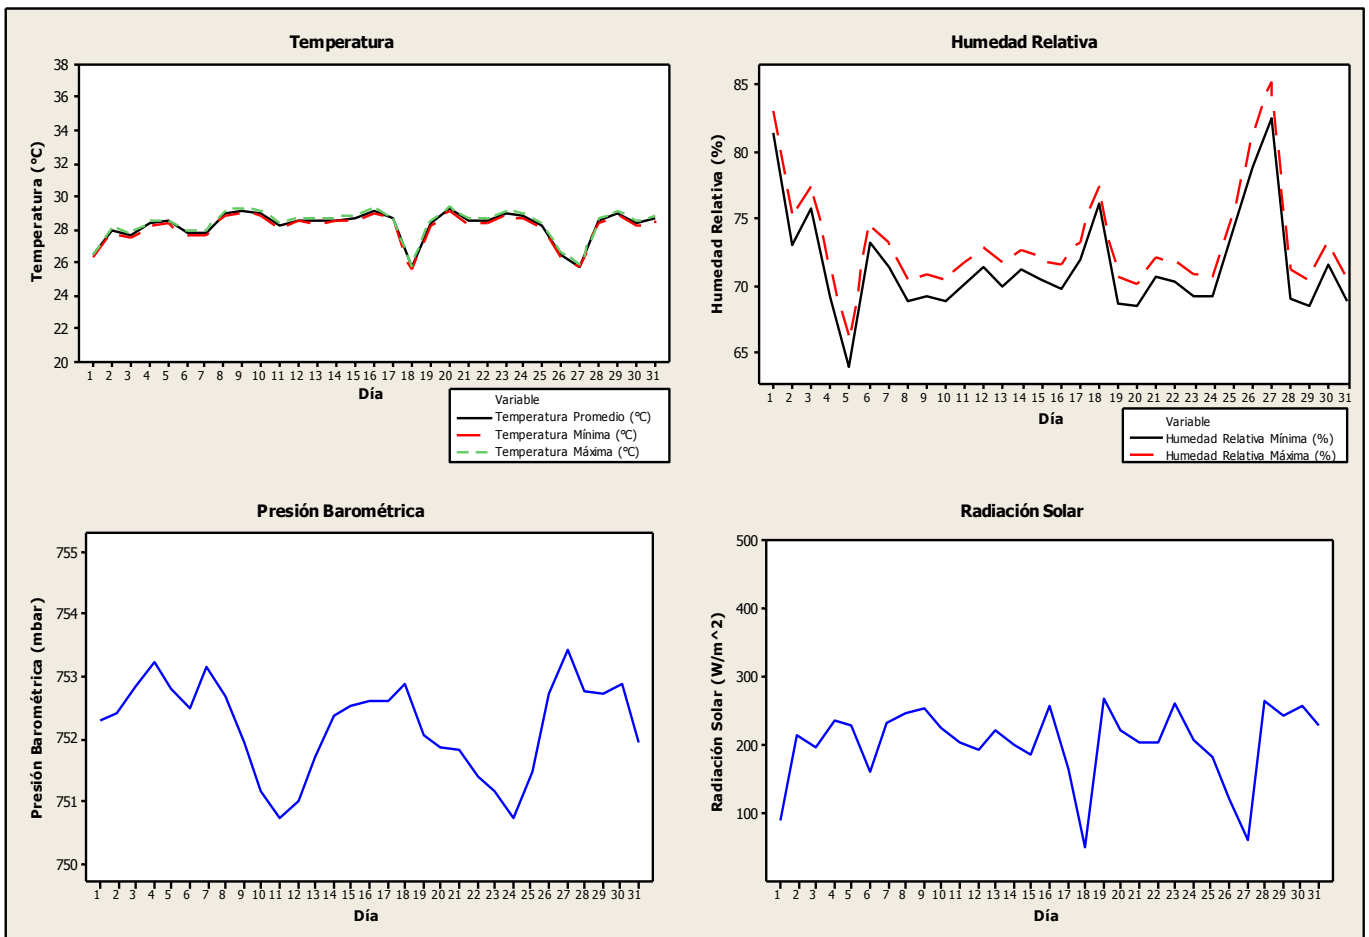 Temperatura
38
36
34
32
30
28
26
24
22
20
Temperatura (°C)
1 2 3 4 5 6 7 8 9 10 11 12 13 14 15 16 17 18 19 20 21 22 23 24 25 26 27 28 29 30 31
Día
Variable
Temperatura Promedio (°C)
Temperatura Mínima (°C)
Temperatura Máxima (°C)
Humedad Relativa
85
80
75
70
65
Humedad Relativa (%)
1 2 3 4 5 6 7 8 9 10 11 12 13 14 15 16 17 18 19 20 21 22 23 24 25 26 27 28 29 30 31
Día
Variable
Humedad Relativa Mínima (%)
Humedad Relativa Máxima (%)
Presión Barométrica
755
754
753
752
751
750
Presión Barométrica (mbar)
1 2 3 4 5 6 7 8 9 10 11 12 13 14 15 16 17 18 19 20 21 22 23 24 25 26 27 28 29 30 31
Día
Radiación Solar
500
400
300
200
100
Radiación Solar (W/m^2)
1 2 3 4 5 6 7 8 9 10 11 12 13 14 15 16 17 18 19 20 21 22 23 24 25 26 27 28 29 30 31
Día